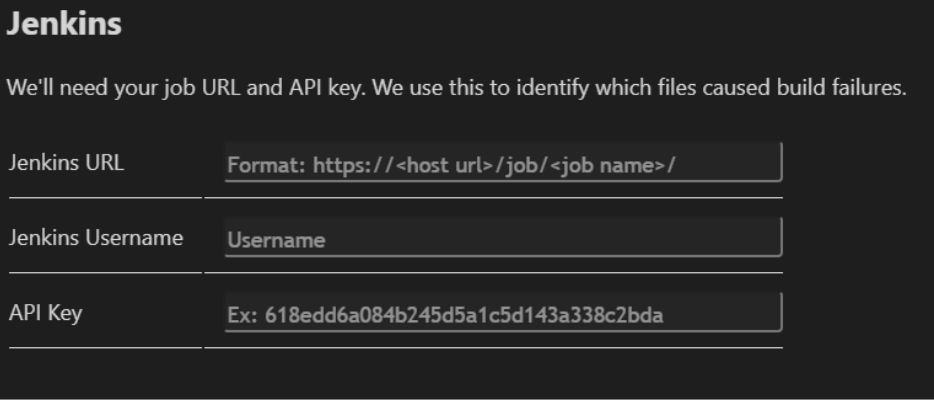 Jenkins
We'll need your job URL and API key. We use this to identify which files caused build failures.
Jenkins URL Format: https://<host url>/job/<job name>/
Jenkins Username Username
API Key Ex: 618edd6a084b245d5a1c5d143a338c2bda